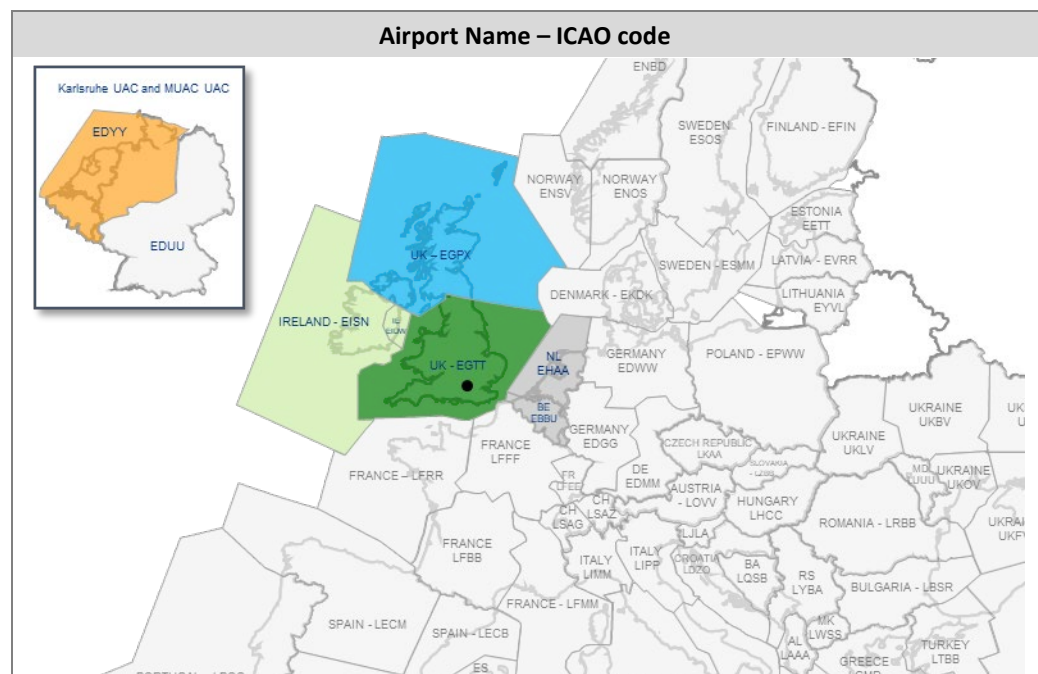 Airport Name – ICAO code
Karlsruhe UAC and MUAC UAC
EDYY
EDUU
ENBD
SWEDEN
ESOS
FINLAND - EFIN
NORWAY
ENSV
NORWAY
ENOS
ESTONIA
EETT
UK – EGPX
SWEDEN - ESMM
LATVIA - EVRR
DENMARK - EKDK
LITHUANIA
EYVL
IRELAND - EISN
UK - EGTT
NL
EHAA
GERMANY
EDWW
POLAND - EPWW
BE
EBBU
UKRAINE
UKBV
GERMANY
EDGG
FRANCE
LFFF
CZECH REPUBLIC
LKAA
UKRAINE
UKLV
FRANCE – LFRR
FR
LFEE
DE
EDMM
UKRAINE
UKOV
AUSTRIA
- LOVV
HUNGARY
LHCC
CH
LSAG
CH
LSAZ
ROMANIA - LRBB
FRANCE
LFBB
ITALY
LIMM
ITALY
LIPP
LJLA
CROATIA
LDZO
BA
LQSB
RS
LYBA
BULGARIA - LBSR
FRANCE - LFMM
SPAIN - LECM
SPAIN - LECB
MK
LWSS
AL
LAAA
TURKEY
LTBB
GREECE
ES